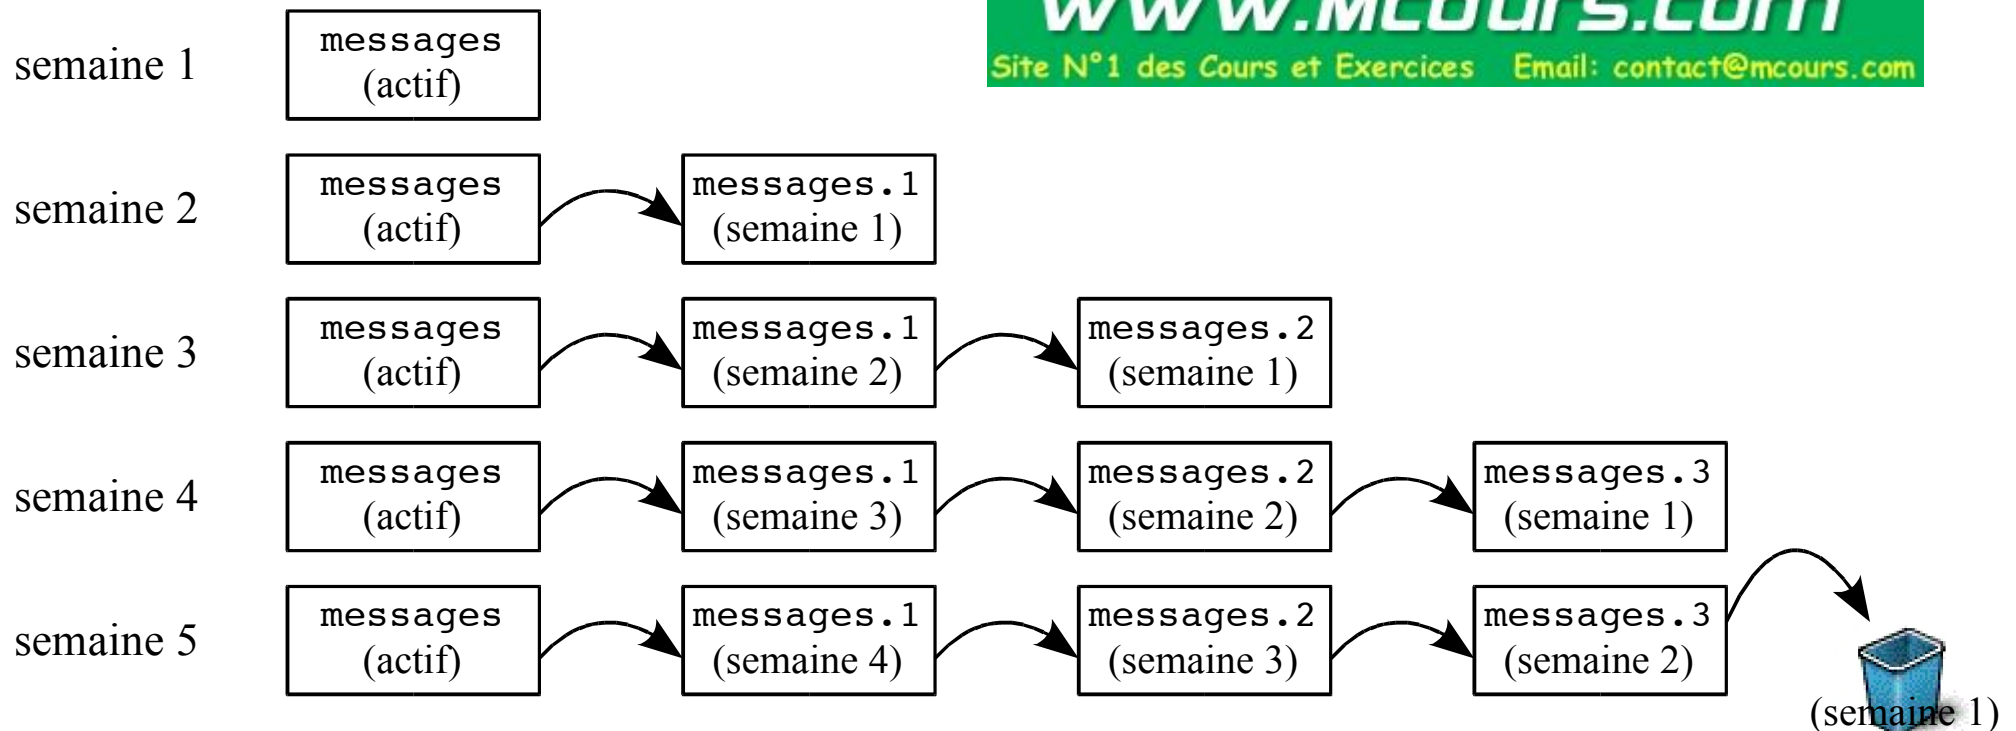 www.mcours.com
Site N°1 des Cours et Exercices Email: contact@mcours.com
semaine 1
messages
(actif)
semaine 2
messages
(actif)
messages.1
(semaine 1)
semaine 3
messages
(actif)
messages.1
(semaine 2)
messages.2
(semaine 1)
semaine 4
messages
(actif)
messages.1
(semaine 3)
messages.2
(semaine 2)
messages.3
(semaine 1)
semaine 5
messages
(actif)
messages.1
(semaine 4)
messages.2
(semaine 3)
messages.3
(semaine 2)
(semaine 1)